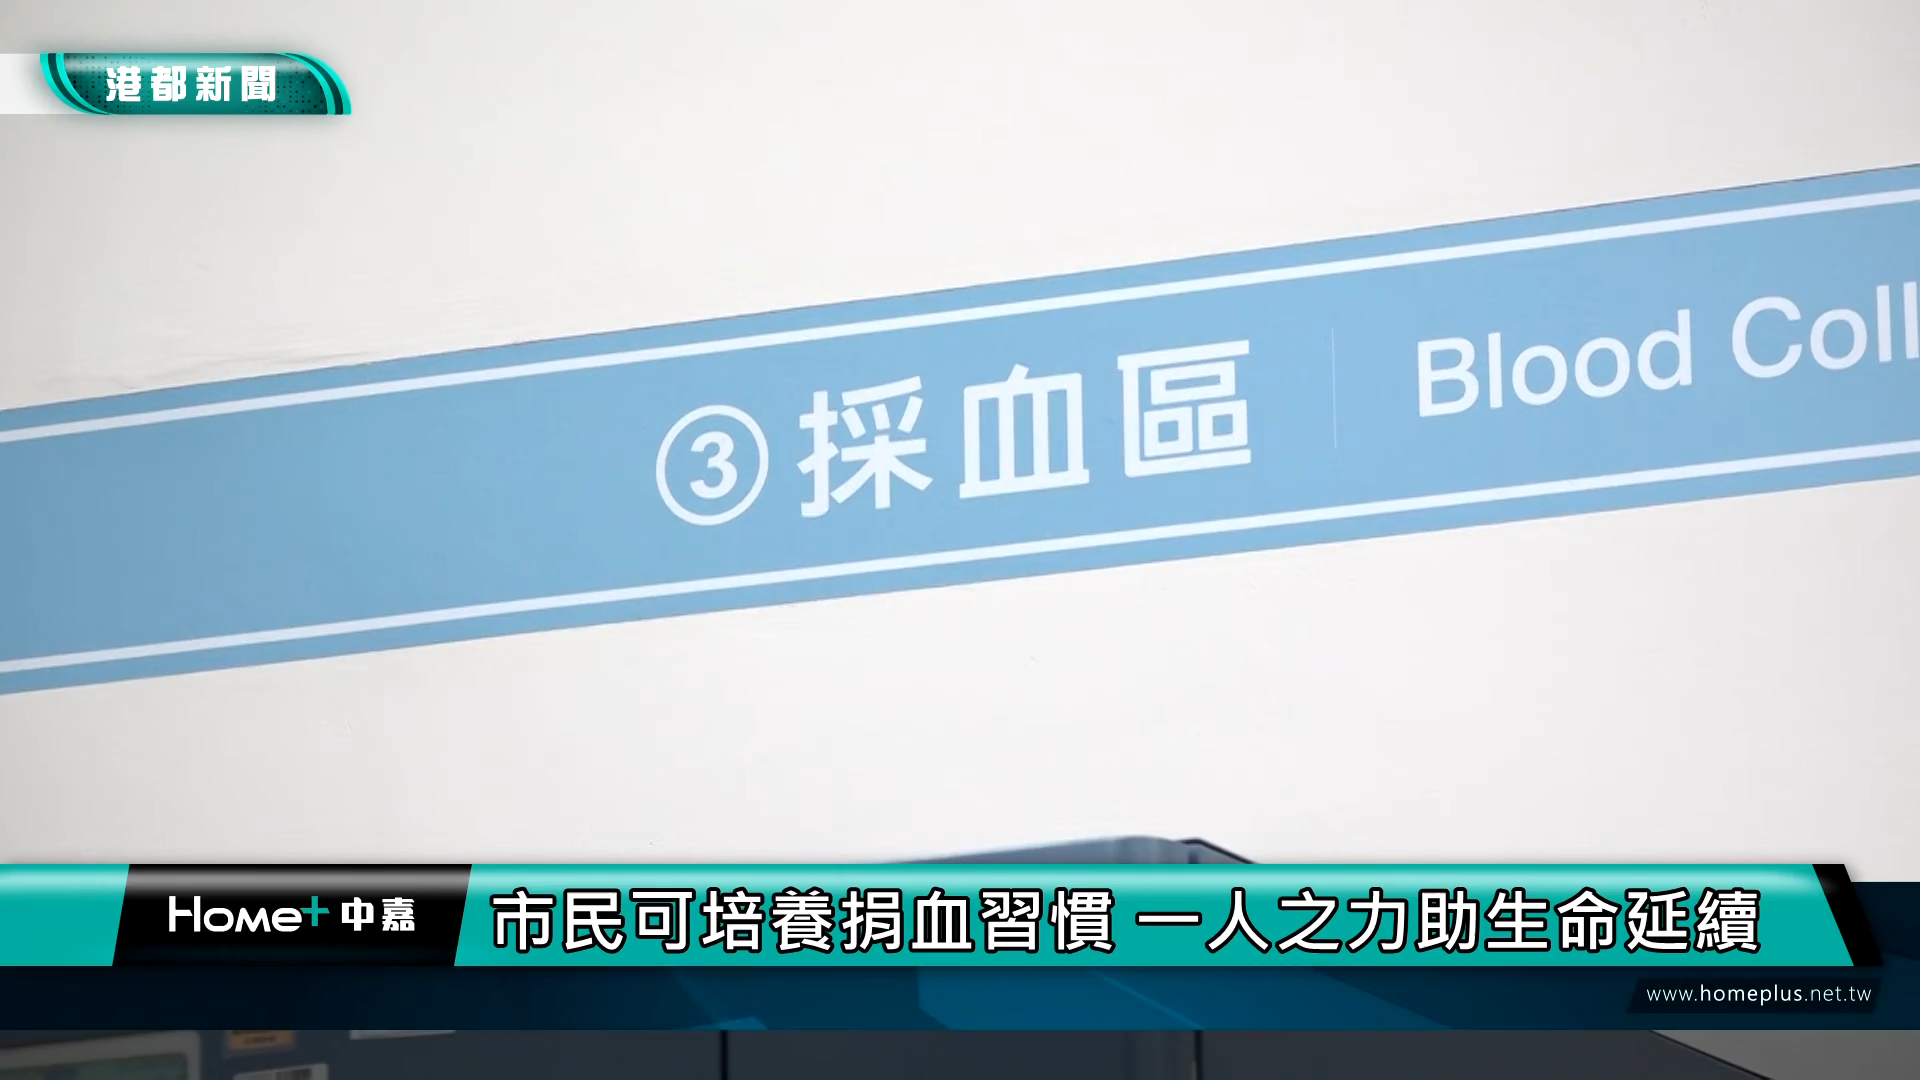 港都新聞
③採血區 Blood Coll
Home+中嘉
市民可培養捐血習慣 一人之力助生命延續
www.homeplus.net.tw